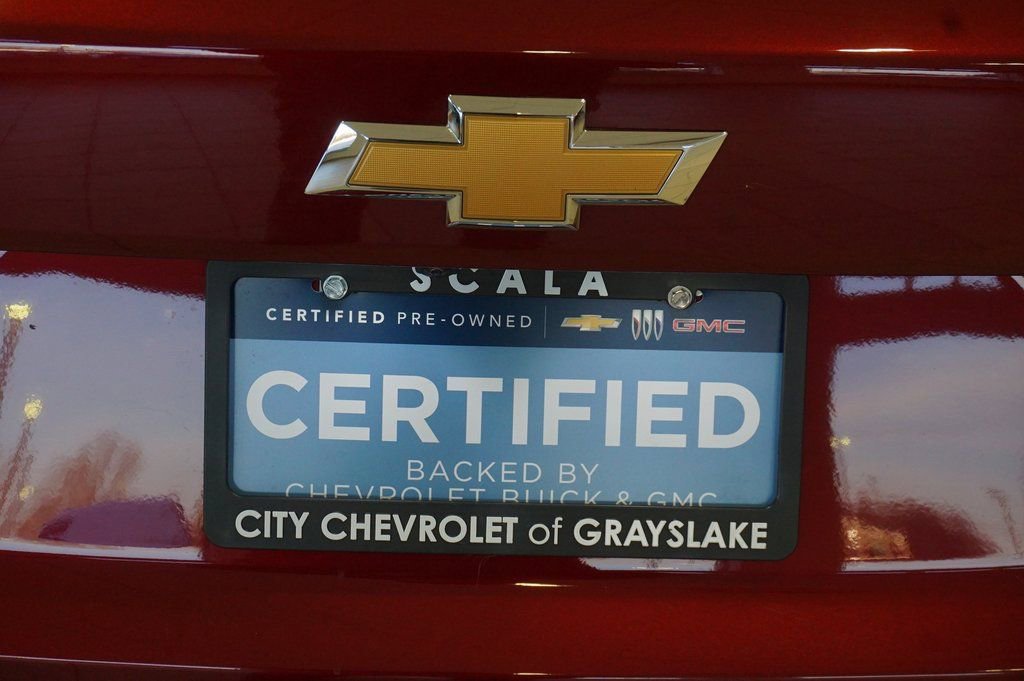 SCALA
CERTIFIED PRE-OWNED GMC
CERTIFIED
BACKED BY
CHEVROLET BUICK & GMC
CITY CHEVROLET of GRAYSLAKE